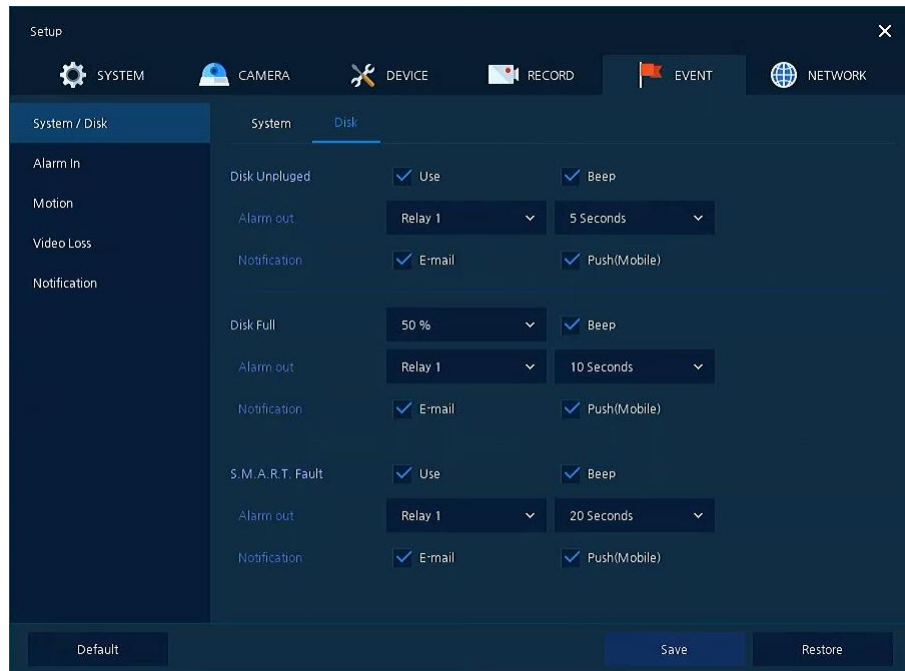 Setup
SYSTEM CAMERA DEVICE RECORD EVENT NETWORK
System / Disk
Alarm In
Motion
Video Loss
Notification
System Disk
Disk Unpluged Use Beep
Alarm out Relay 1 5 Seconds
Notification E-mail Push(Mobile)
Disk Full 50 % Beep
Alarm out Relay 1 10 Seconds
Notification E-mail Push(Mobile)
S.M.A.R.T. Fault Use Beep
Alarm out Relay 1 20 Seconds
Notification E-mail Push(Mobile)
Default Save Restore